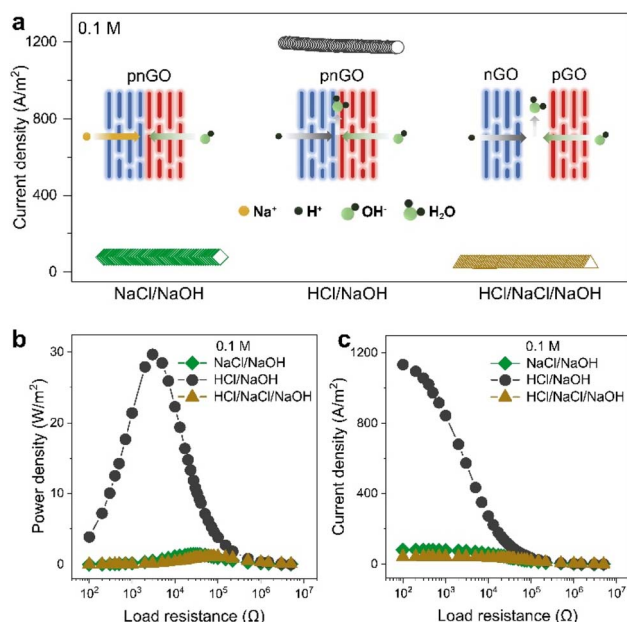 a
0.1 M
1200
800
400
0
Current density (A/m²)
pnGO
pnGO
nGO
pGO
Na⁺
H⁺
OH⁻
H₂O
NaCl/NaOH
HCl/NaOH
HCl/NaCl/NaOH
b
0.1 M
NaCl/NaOH
HCl/NaOH
HCl/NaCl/NaOH
30
20
10
0
Power density (W/m²)
10² 10³ 10⁴ 10⁵ 10⁶ 10⁷
Load resistance (Ω)
c
0.1 M
NaCl/NaOH
HCl/NaOH
HCl/NaCl/NaOH
1200
800
400
0
Current density (A/m²)
10² 10³ 10⁴ 10⁵ 10⁶ 10⁷
Load resistance (Ω)